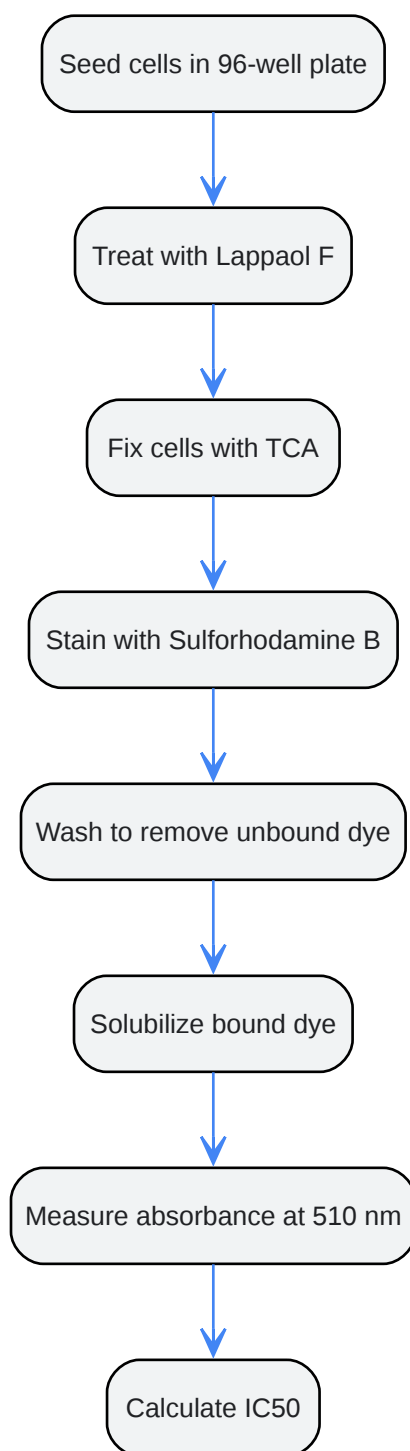 Seed cells in 96-well plate
Treat with Lappaol F
Fix cells with TCA
Stain with Sulforhodamine B
Wash to remove unbound dye
Solubilize bound dye
Measure absorbance at 510 nm
Calculate IC50